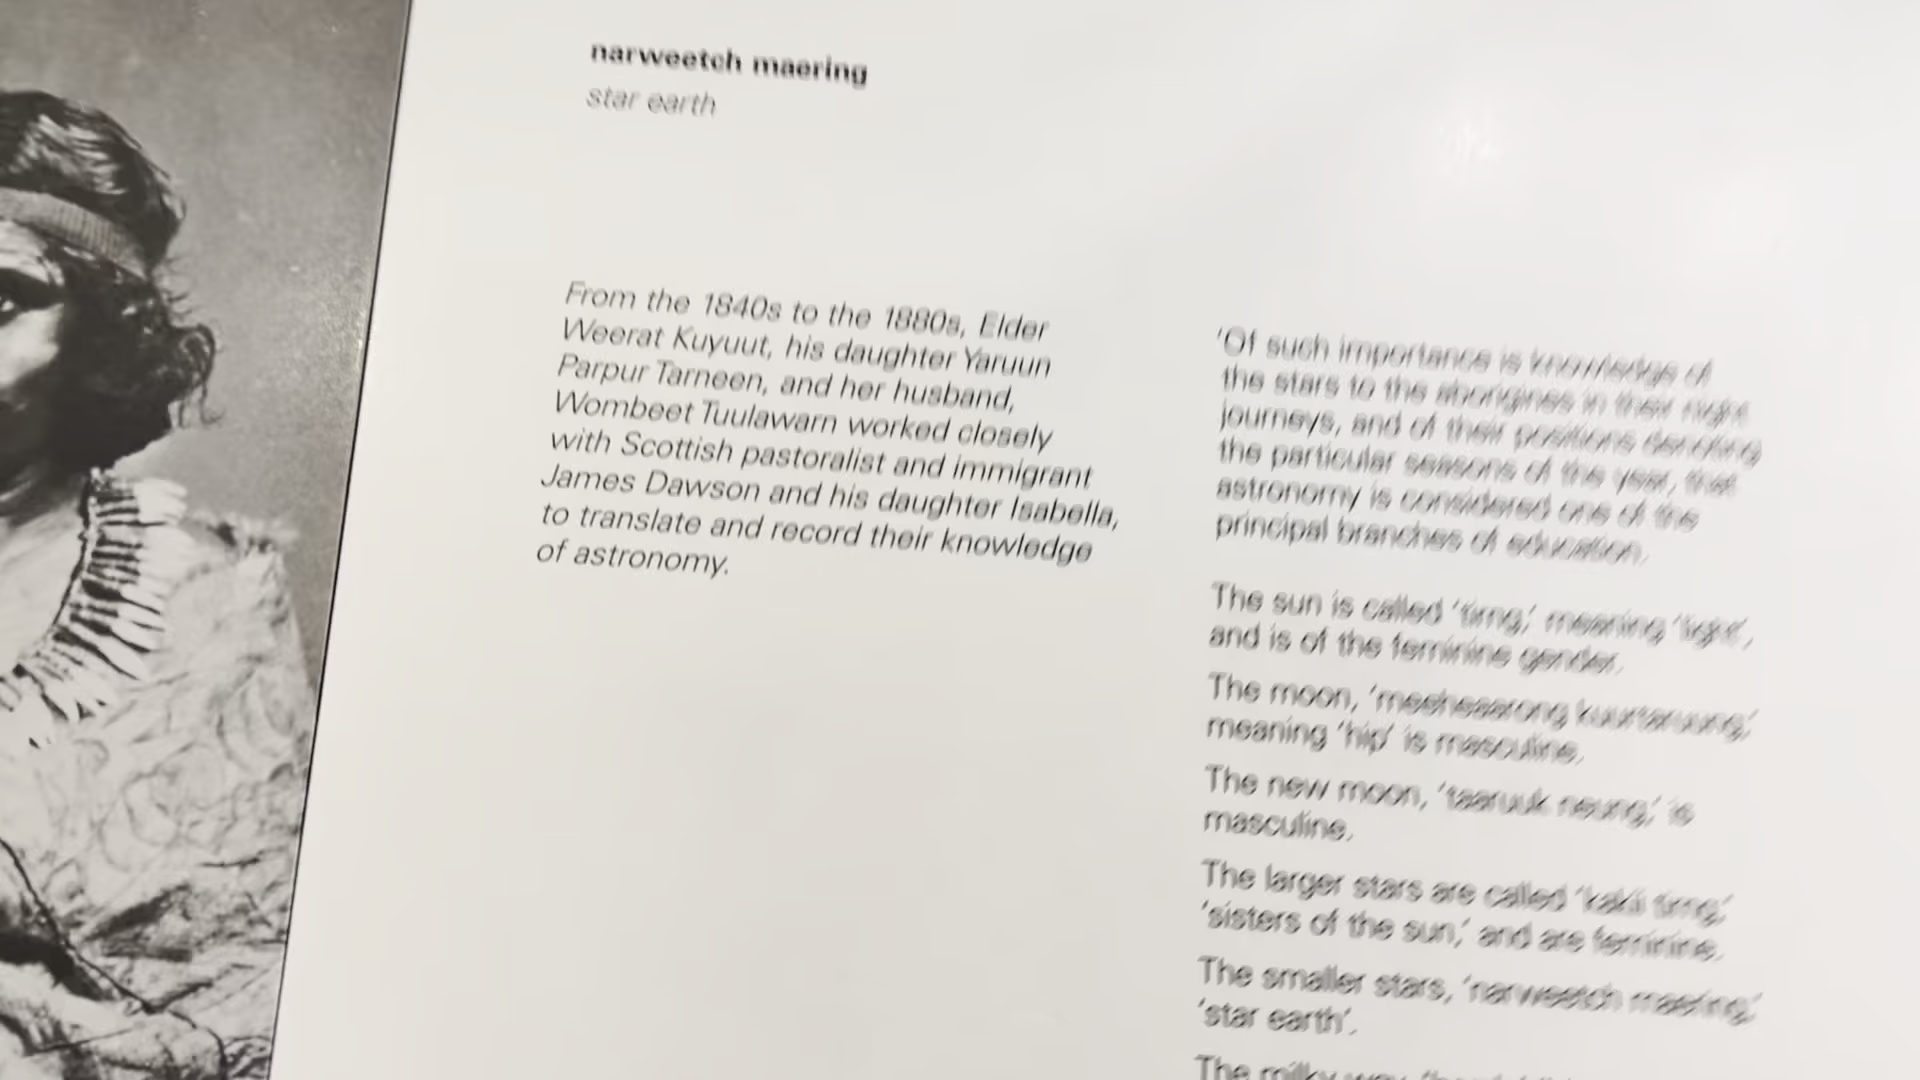 narweetch maering
star earth
From the 1840s to the 1880s, Elder
Weerat Kuyuut, his daughter Yaruun
Parpur Tarneen, and her husband,
Wombeet Tuulawarn worked closely
with Scottish pastoralist and immigrant
James Dawson and his daughter Isabella,
to translate and record their knowledge
of astronomy.
'Of such importance is knowledge of
the stars to the aborigines in their night
journeys, and of their positions denoting
the particular seasons of the year, that
astronomy is considered one of the
principal branches of education.
The sun is called 'tirng,' meaning 'light',
and is of the feminine gender.
The moon, 
meaning 'hip' is masculine.
The new moon, 'taaruuk neung,' is
masculine.
The larger stars are called 'kakii tirng,'
'sisters of the sun,' and are feminine.
The smaller stars, 'narweetch maering,'
'star earth'.
The milky way,